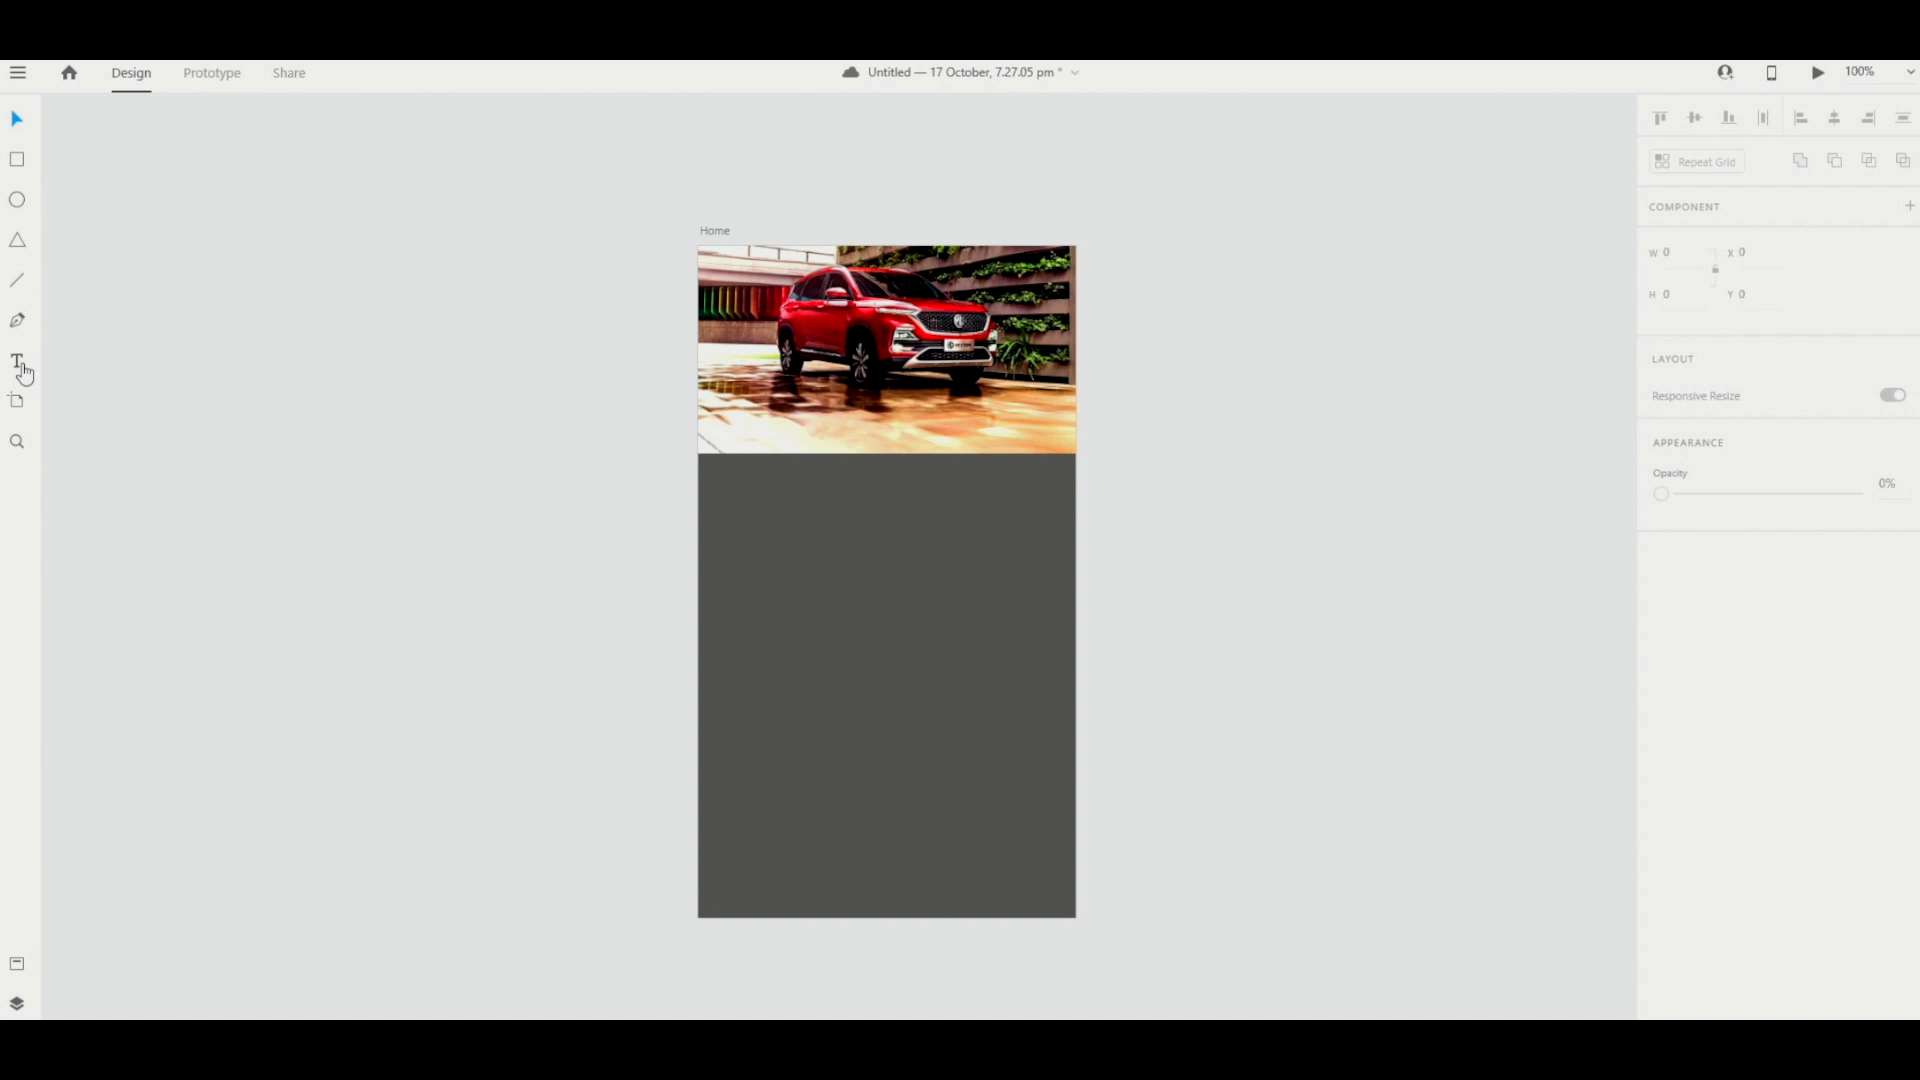 Design Prototype Share
Untitled — 17 October, 7.27.05 pm *
100%
Repeat Grid
COMPONENT
W 0 X 0
H 0 Y 0
LAYOUT
Responsive Resize
APPEARANCE
Opacity
0%
Home